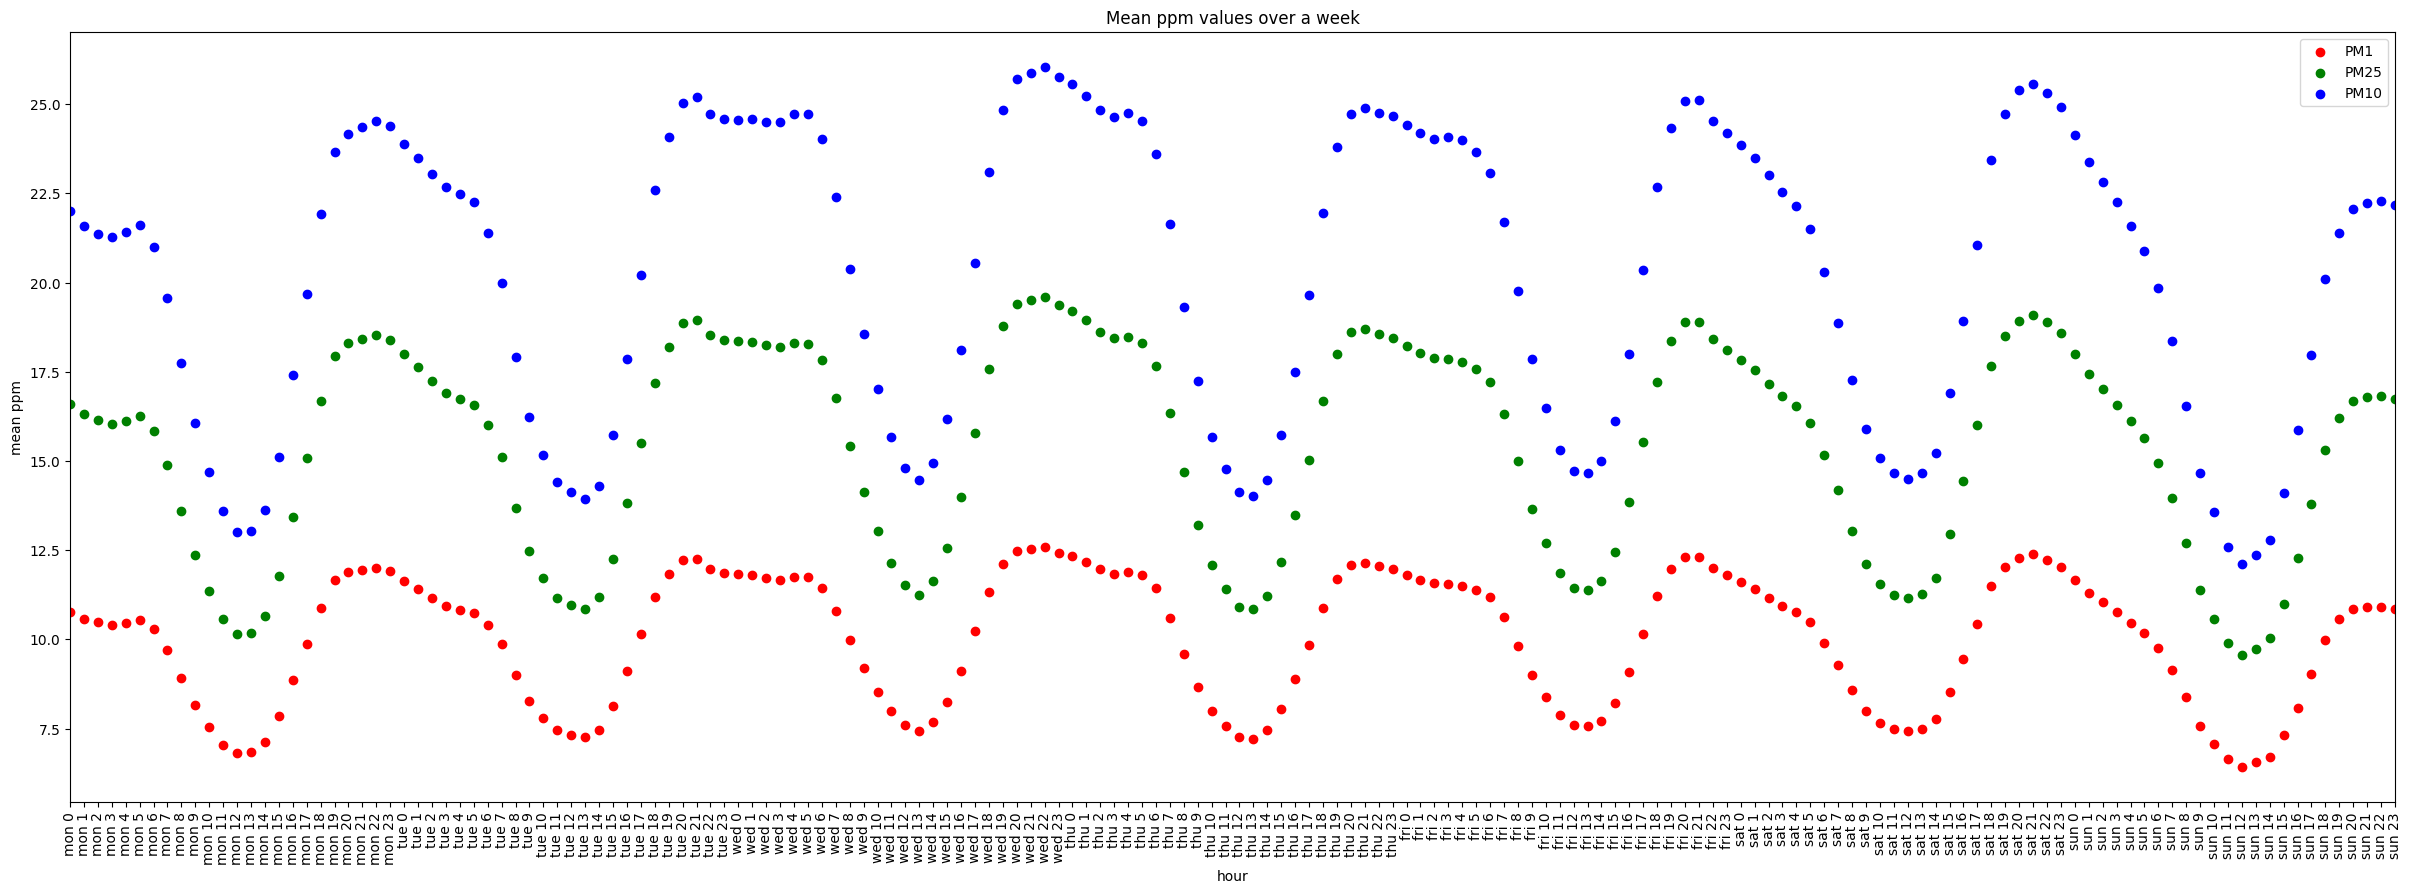 Mean ppm values over a week
PM1
PM25
PM10
mean ppm
25.0
22.5
20.0
17.5
15.0
12.5
10.0
7.5
mon 0
mon 1
mon 2
mon 3
mon 4
mon 5
mon 6
mon 7
mon 8
mon 9
mon 10
mon 11
mon 12
mon 13
mon 14
mon 15
mon 16
mon 17
mon 18
mon 19
mon 20
mon 21
mon 22
mon 23
tue 0
tue 1
tue 2
tue 3
tue 4
tue 5
tue 6
tue 7
tue 8
tue 9
tue 10
tue 11
tue 12
tue 13
tue 14
tue 15
tue 16
tue 17
tue 18
tue 19
tue 20
tue 21
tue 22
tue 23
wed 0
wed 1
wed 2
wed 3
wed 4
wed 5
wed 6
wed 7
wed 8
wed 9
wed 10
wed 11
wed 12
wed 13
wed 14
wed 15
wed 16
wed 17
wed 18
wed 19
wed 20
wed 21
wed 22
wed 23
thu 0
thu 1
thu 2
thu 3
thu 4
thu 5
thu 6
thu 7
thu 8
thu 9
thu 10
thu 11
thu 12
thu 13
thu 14
thu 15
thu 16
thu 17
thu 18
thu 19
thu 20
thu 21
thu 22
thu 23
fri 0
fri 1
fri 2
fri 3
fri 4
fri 5
fri 6
fri 7
fri 8
fri 9
fri 10
fri 11
fri 12
fri 13
fri 14
fri 15
fri 16
fri 17
fri 18
fri 19
fri 20
fri 21
fri 22
fri 23
sat 0
sat 1
sat 2
sat 3
sat 4
sat 5
sat 6
sat 7
sat 8
sat 9
sat 10
sat 11
sat 12
sat 13
sat 14
sat 15
sat 16
sat 17
sat 18
sat 19
sat 20
sat 21
sat 22
sat 23
sun 0
sun 1
sun 2
sun 3
sun 4
sun 5
sun 6
sun 7
sun 8
sun 9
sun 10
sun 11
sun 12
sun 13
sun 14
sun 15
sun 16
sun 17
sun 18
sun 19
sun 20
sun 21
sun 22
sun 23
hour